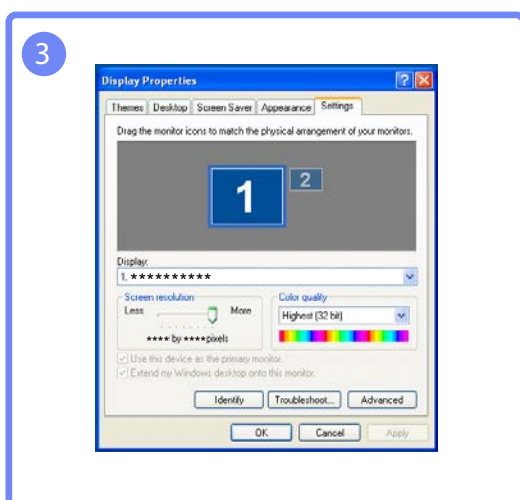 3
Display Properties
Themes Desktop Screen Saver Appearance Settings
Drag the monitor icons to match the physical arrangement of your monitors.
1 2
Display:
1. **********
Screen resolution Color quality
Less More Highest (32 bit)
**** by **** pixels
Use this device as the primary monitor.
Extend my Windows desktop onto this monitor.
Identify Troubleshoot... Advanced
OK Cancel Apply